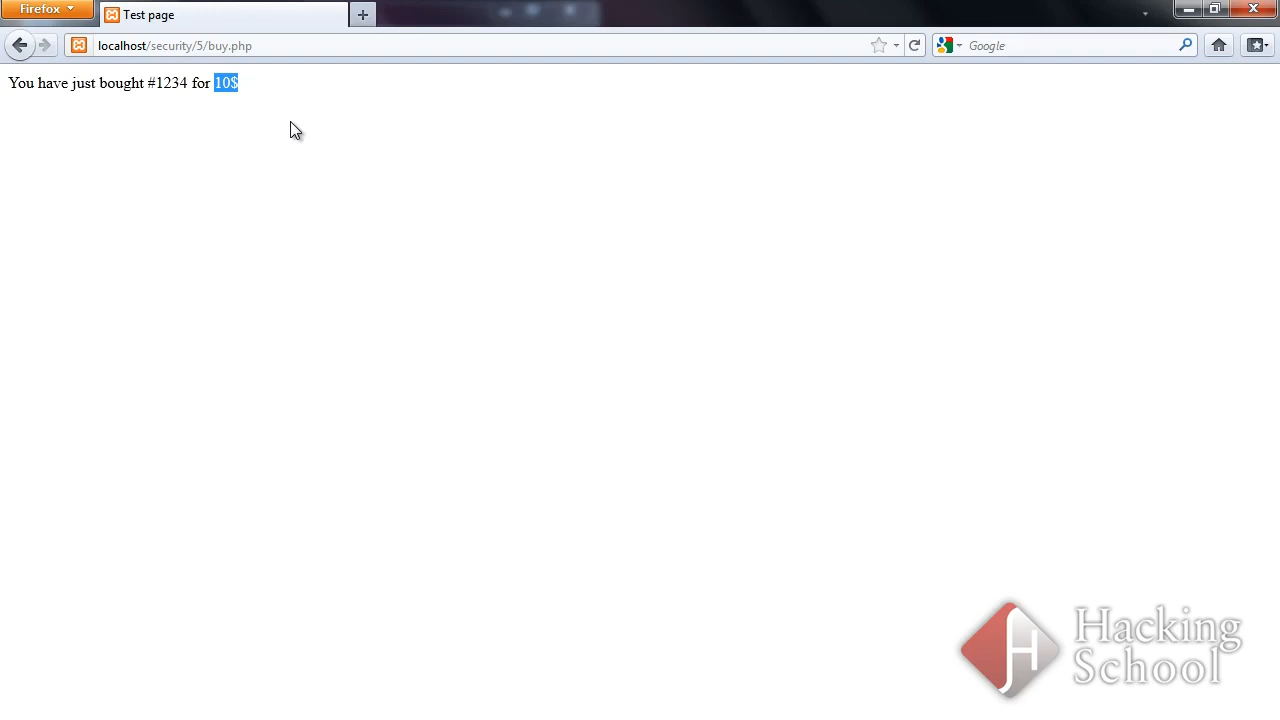 Firefox
Test page
localhost/security/5/buy.php
Google
You have just bought #1234 for 10$
Hacking
School